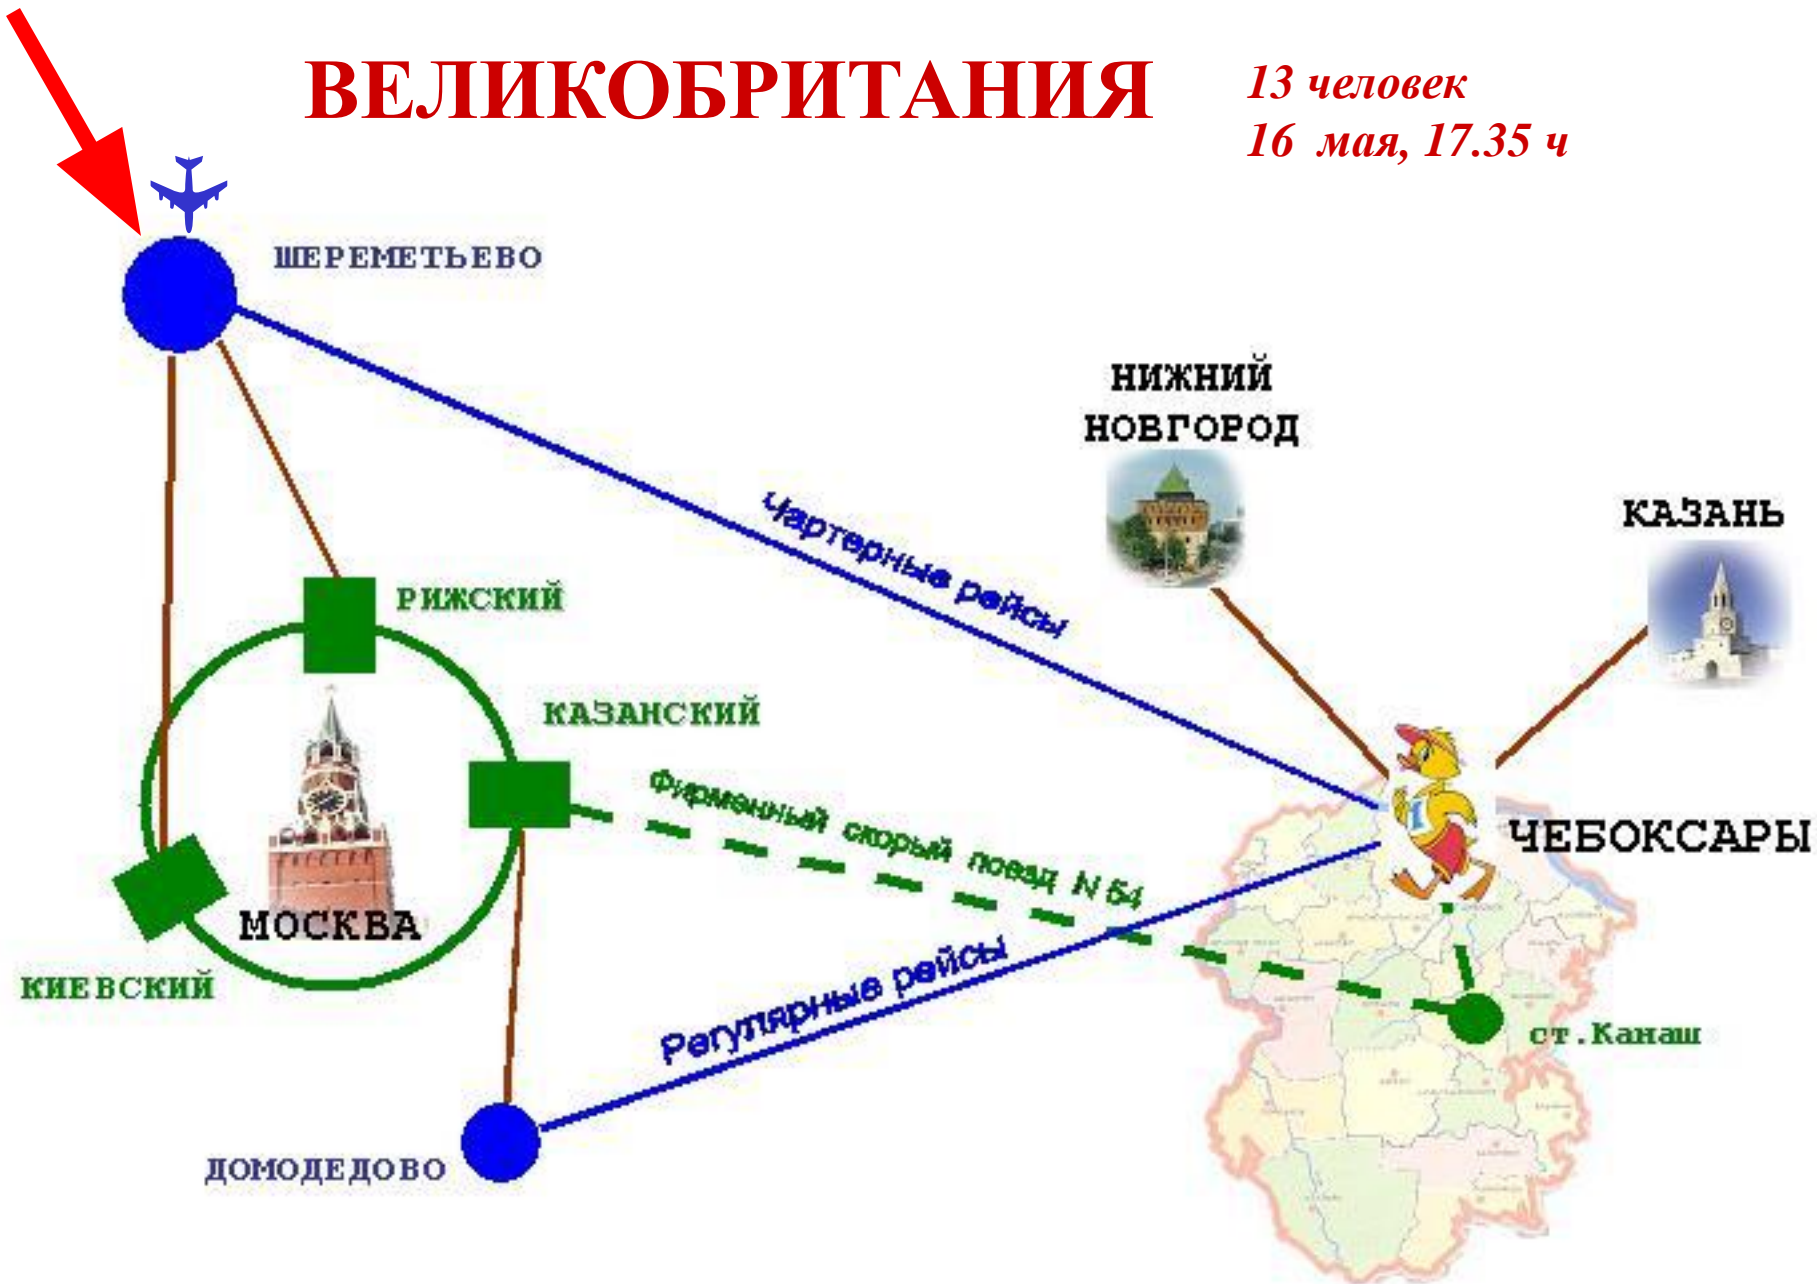 ВЕЛИКОБРИТАНИЯ
13 человек
16 мая, 17.35 ч
ШЕРЕМЕТЬЕВО
НИЖНИЙ
НОВГОРОД
КАЗАНЬ
Чартерные рейсы
РИЖСКИЙ
КАЗАНСКИЙ
Фирменный скорый поезд N 54
ЧЕБОКСАРЫ
МОСКВА
КИЕВСКИЙ
Регулярные рейсы
ст.Канаш
ДОМОДЕДОВО